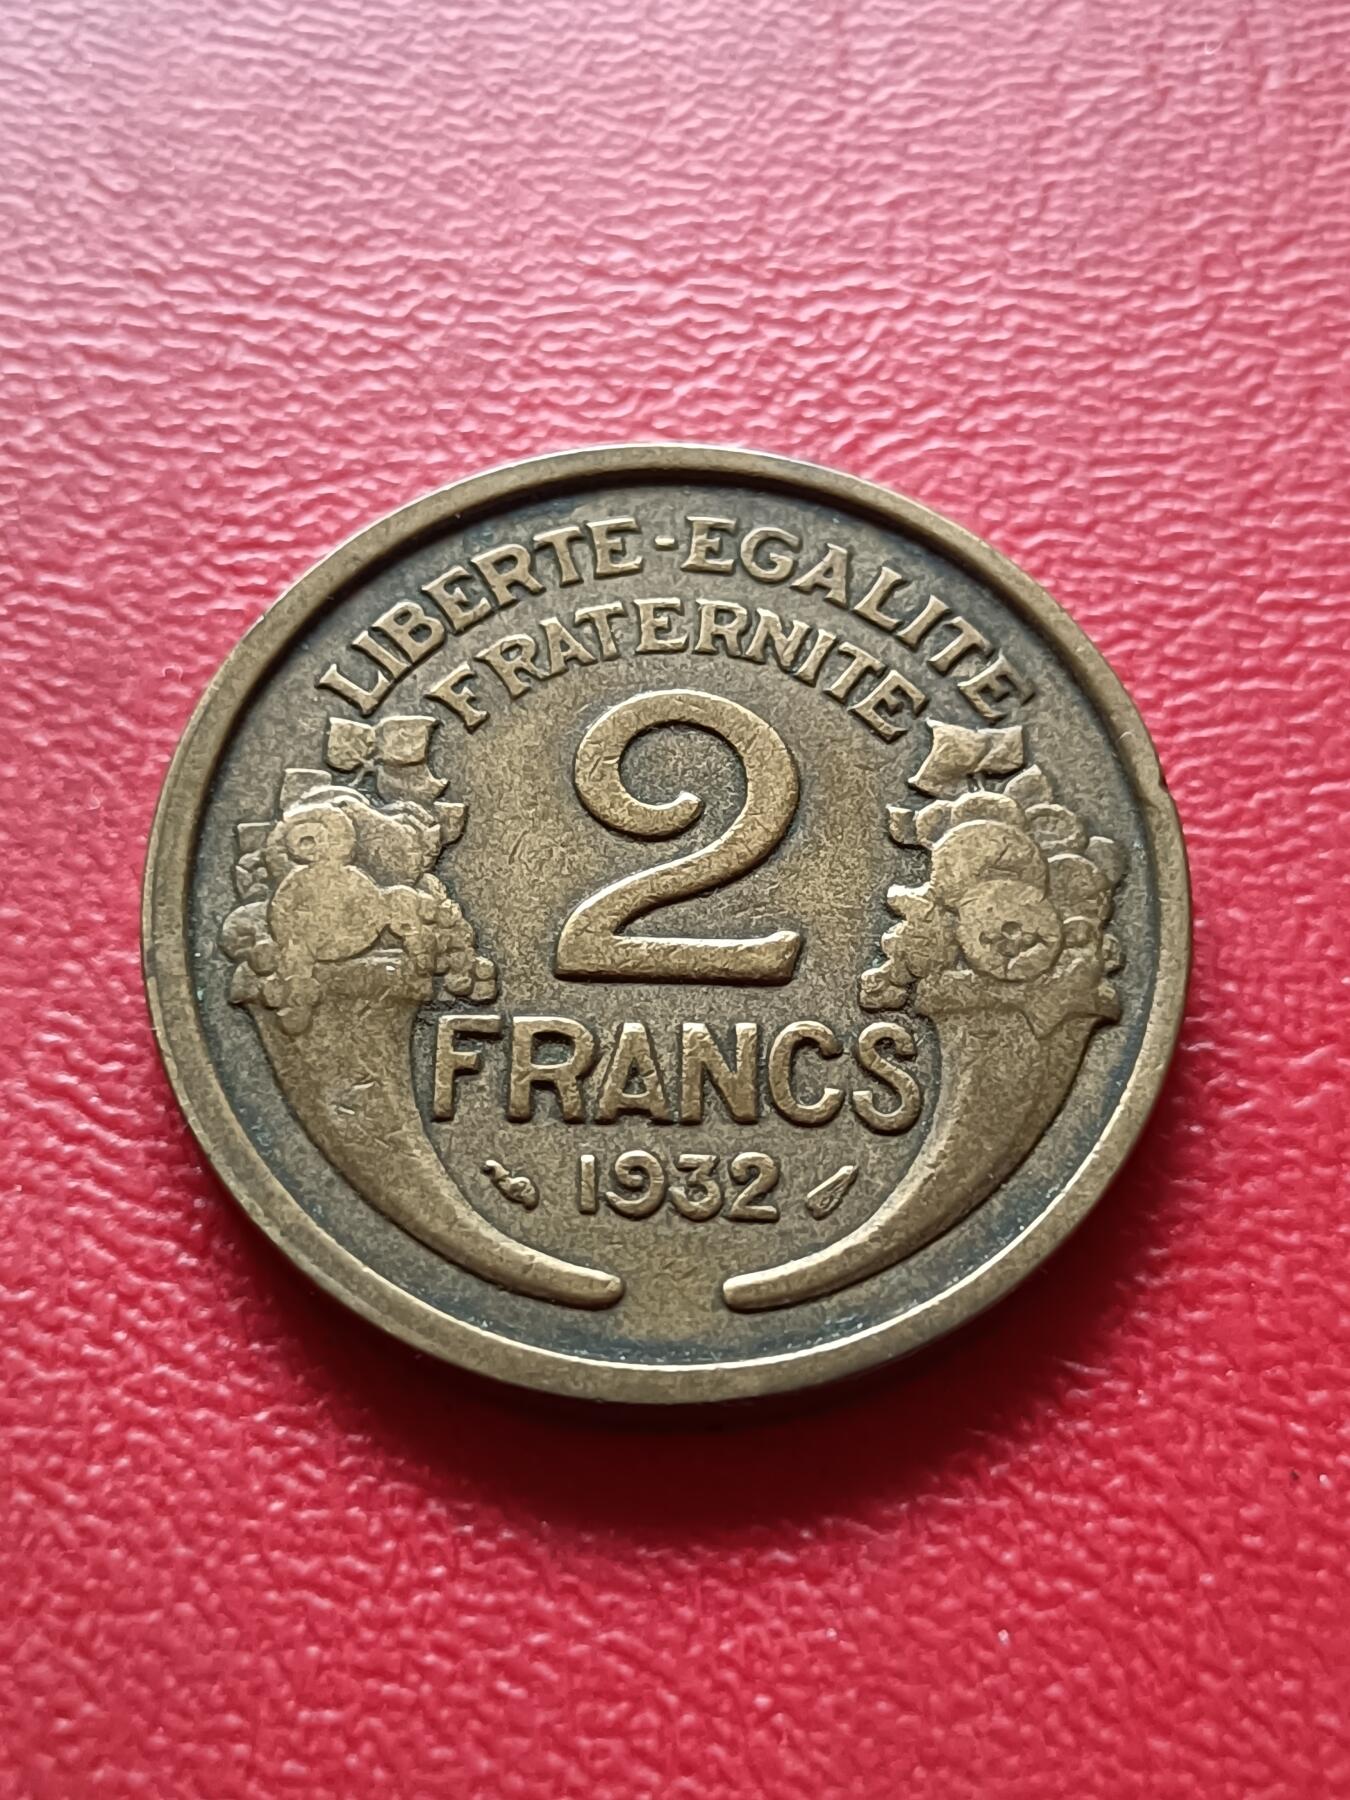 LIBERTE-EGALITE
FRATERNITE
2
FRANCS
1932